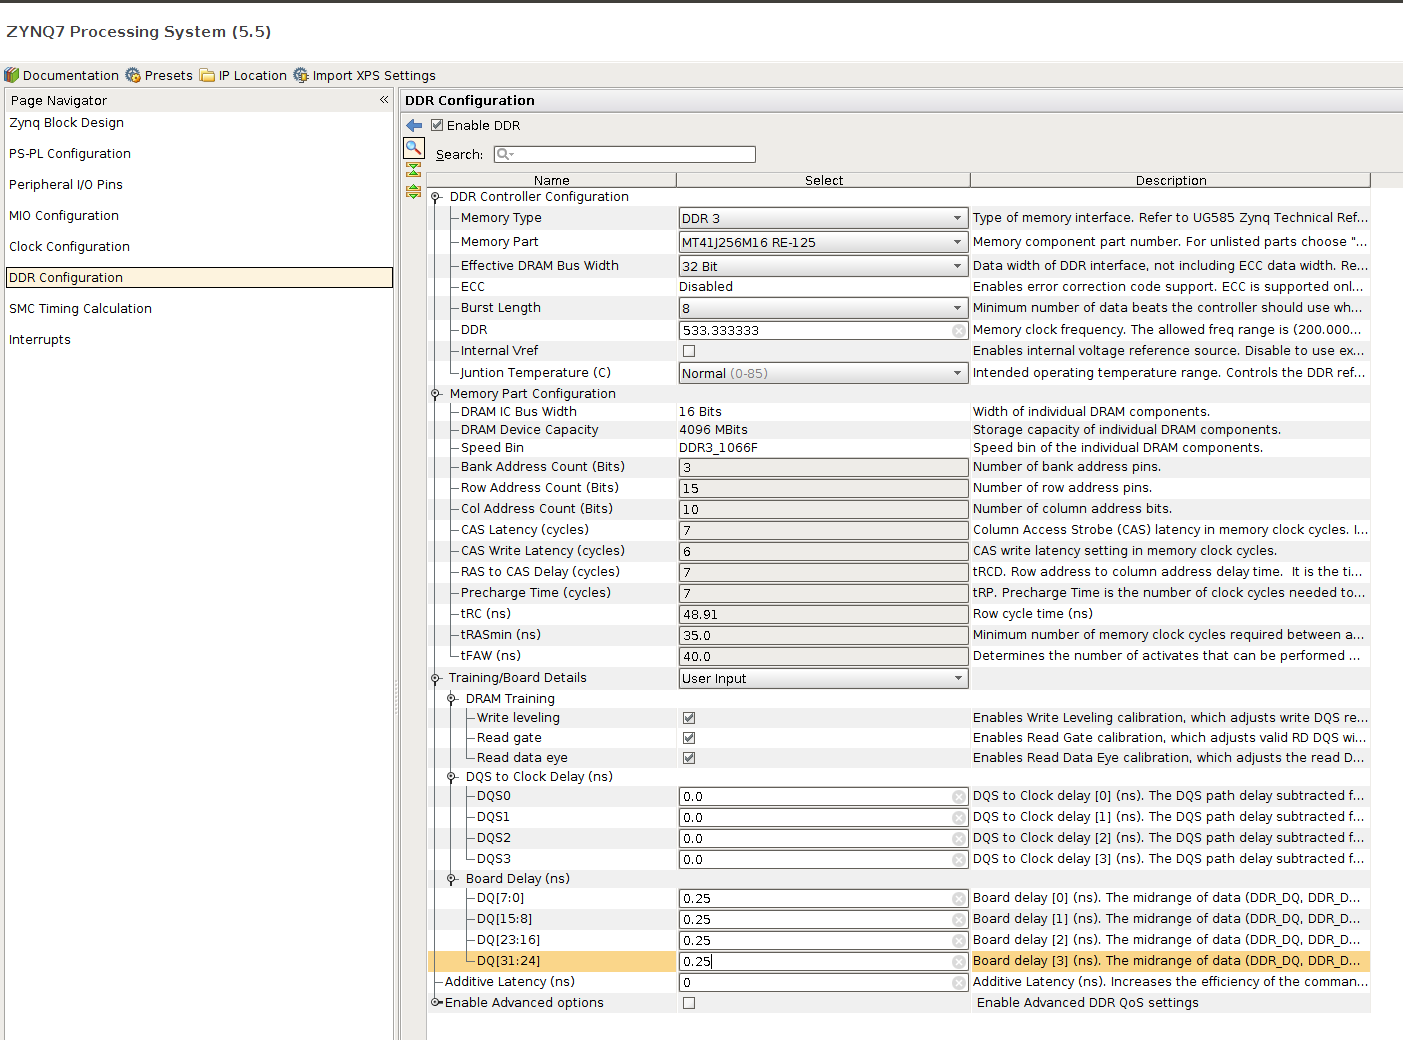 ZYNQ7 Processing System (5.5)
Documentation Presets IP Location Import XPS Settings
Page Navigator «
Zynq Block Design
PS-PL Configuration
Peripheral I/O Pins
MIO Configuration
Clock Configuration
DDR Configuration
SMC Timing Calculation
Interrupts
DDR Configuration
Enable DDR
Search:
Name Select Description
DDR Controller Configuration
Memory Type DDR 3 Type of memory interface. Refer to UG585 Zynq Technical Ref...
Memory Part MT41J256M16 RE-125 Memory component part number. For unlisted parts choose "...
Effective DRAM Bus Width 32 Bit Data width of DDR interface, not including ECC data width. Re...
ECC Disabled Enables error correction code support. ECC is supported onl...
Burst Length 8 Minimum number of data beats the controller should use wh...
DDR 533.333333 Memory clock frequency. The allowed freq range is (200.000...
Internal Vref Enables internal voltage reference source. Disable to use ex...
Juntion Temperature (C) Normal (0-85) Intended operating temperature range. Controls the DDR ref...
Memory Part Configuration
DRAM IC Bus Width 16 Bits Width of individual DRAM components.
DRAM Device Capacity 4096 MBits Storage capacity of individual DRAM components.
Speed Bin DDR3_1066F Speed bin of the individual DRAM components.
Bank Address Count (Bits) 3 Number of bank address pins.
Row Address Count (Bits) 15 Number of row address pins.
Col Address Count (Bits) 10 Number of column address bits.
CAS Latency (cycles) 7 Column Access Strobe (CAS) latency in memory clock cycles. I...
CAS Write Latency (cycles) 6 CAS write latency setting in memory clock cycles.
RAS to CAS Delay (cycles) 7 tRCD. Row address to column address delay time. It is the ti...
Precharge Time (cycles) 7 tRP. Precharge Time is the number of clock cycles needed to...
tRC (ns) 48.91 Row cycle time (ns)
tRASmin (ns) 35.0 Minimum number of memory clock cycles required between a...
tFAW (ns) 40.0 Determines the number of activates that can be performed ...
Training/Board Details User Input
DRAM Training
Write leveling Enables Write Leveling calibration, which adjusts write DQS re...
Read gate Enables Read Gate calibration, which adjusts valid RD DQS wi...
Read data eye Enables Read Data Eye calibration, which adjusts the read D...
DQS to Clock Delay (ns)
DQS0 0.0 DQS to Clock delay [0] (ns). The DQS path delay subtracted f...
DQS1 0.0 DQS to Clock delay [1] (ns). The DQS path delay subtracted f...
DQS2 0.0 DQS to Clock delay [2] (ns). The DQS path delay subtracted f...
DQS3 0.0 DQS to Clock delay [3] (ns). The DQS path delay subtracted f...
Board Delay (ns)
DQ[7:0] 0.25 Board delay [0] (ns). The midrange of data (DDR_DQ, DDR_D...
DQ[15:8] 0.25 Board delay [1] (ns). The midrange of data (DDR_DQ, DDR_D...
DQ[23:16] 0.25 Board delay [2] (ns). The midrange of data (DDR_DQ, DDR_D...
DQ[31:24] 0.25 Board delay [3] (ns). The midrange of data (DDR_DQ, DDR_D...
Additive Latency (ns) 0 Additive Latency (ns). Increases the efficiency of the comman...
Enable Advanced options Enable Advanced DDR QoS settings